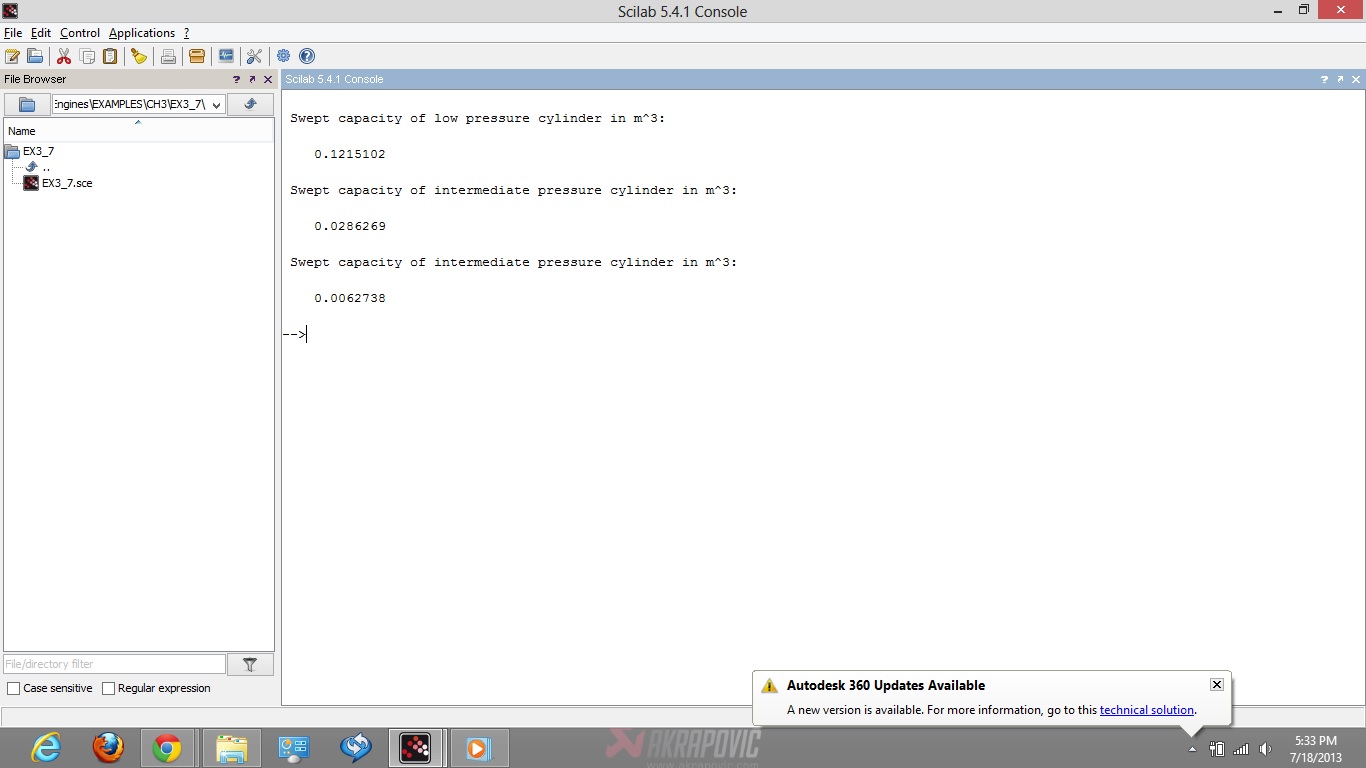 Scilab 5.4.1 Console
File Edit Control Applications ?
File Browser
? 
Scilab 5.4.1 Console
?
Engines\EXAMPLES\CH3\EX3_7\
Name
EX3_7
..
EX3_7.sce
Swept capacity of low pressure cylinder in m^3:
0.1215102
Swept capacity of intermediate pressure cylinder in m^3:
0.0286269
Swept capacity of intermediate pressure cylinder in m^3:
0.0062738
-->
File/directory filter
Case sensitive Regular expression
Autodesk 360 Updates Available
A new version is available. For more information, go to this technical solution.
AKRAPOVIC
www.akrapovic.com
5:33 PM
7/18/2013